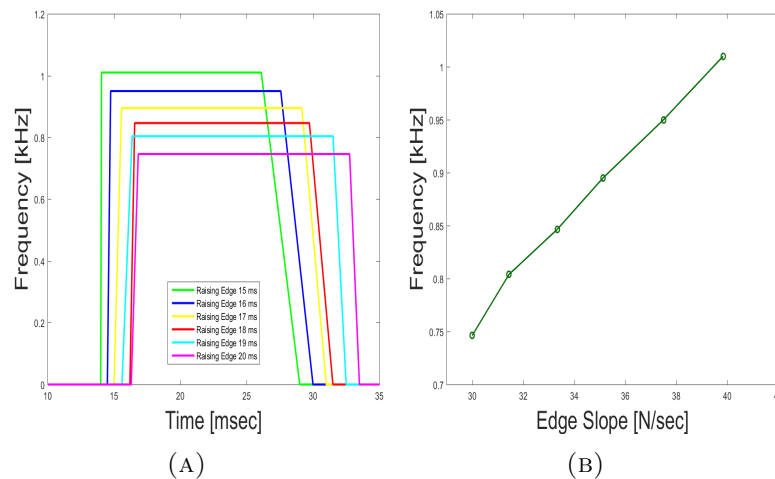 1.2
1
0.8
0.6
0.4
0.2
0
Frequency [kHz]
Raising Edge 15 ms
Raising Edge 16 ms
Raising Edge 17 ms
Raising Edge 18 ms
Raising Edge 19 ms
Raising Edge 20 ms
10 15 20 25 30 35
Time [msec]
(A)
1.05
1
0.95
0.9
0.85
0.8
0.75
0.7
Frequency [kHz]
30 32 34 36 38 40
Edge Slope [N/sec]
(B)